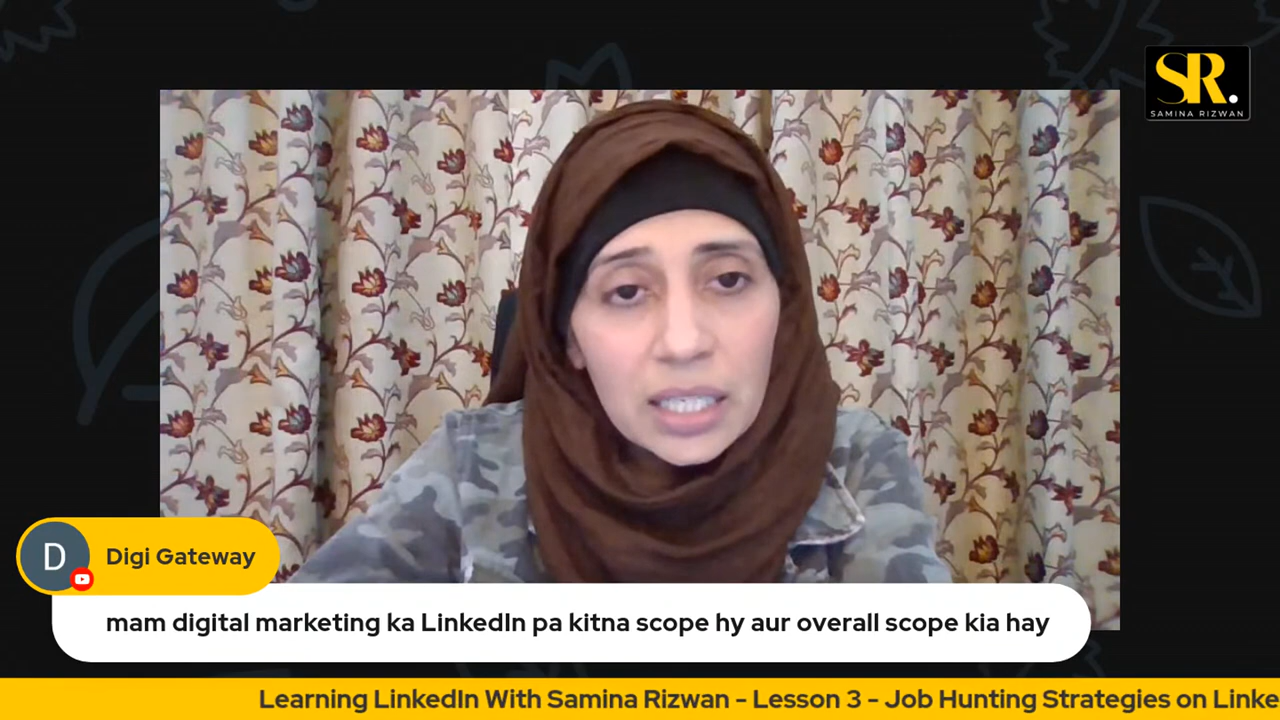 SR.
SAMINA RIZWAN
D
Digi Gateway
mam digital marketing ka LinkedIn pa kitna scope hy aur overall scope kia hay
Learning LinkedIn With Samina Rizwan - Lesson 3 - Job Hunting Strategies on Linke